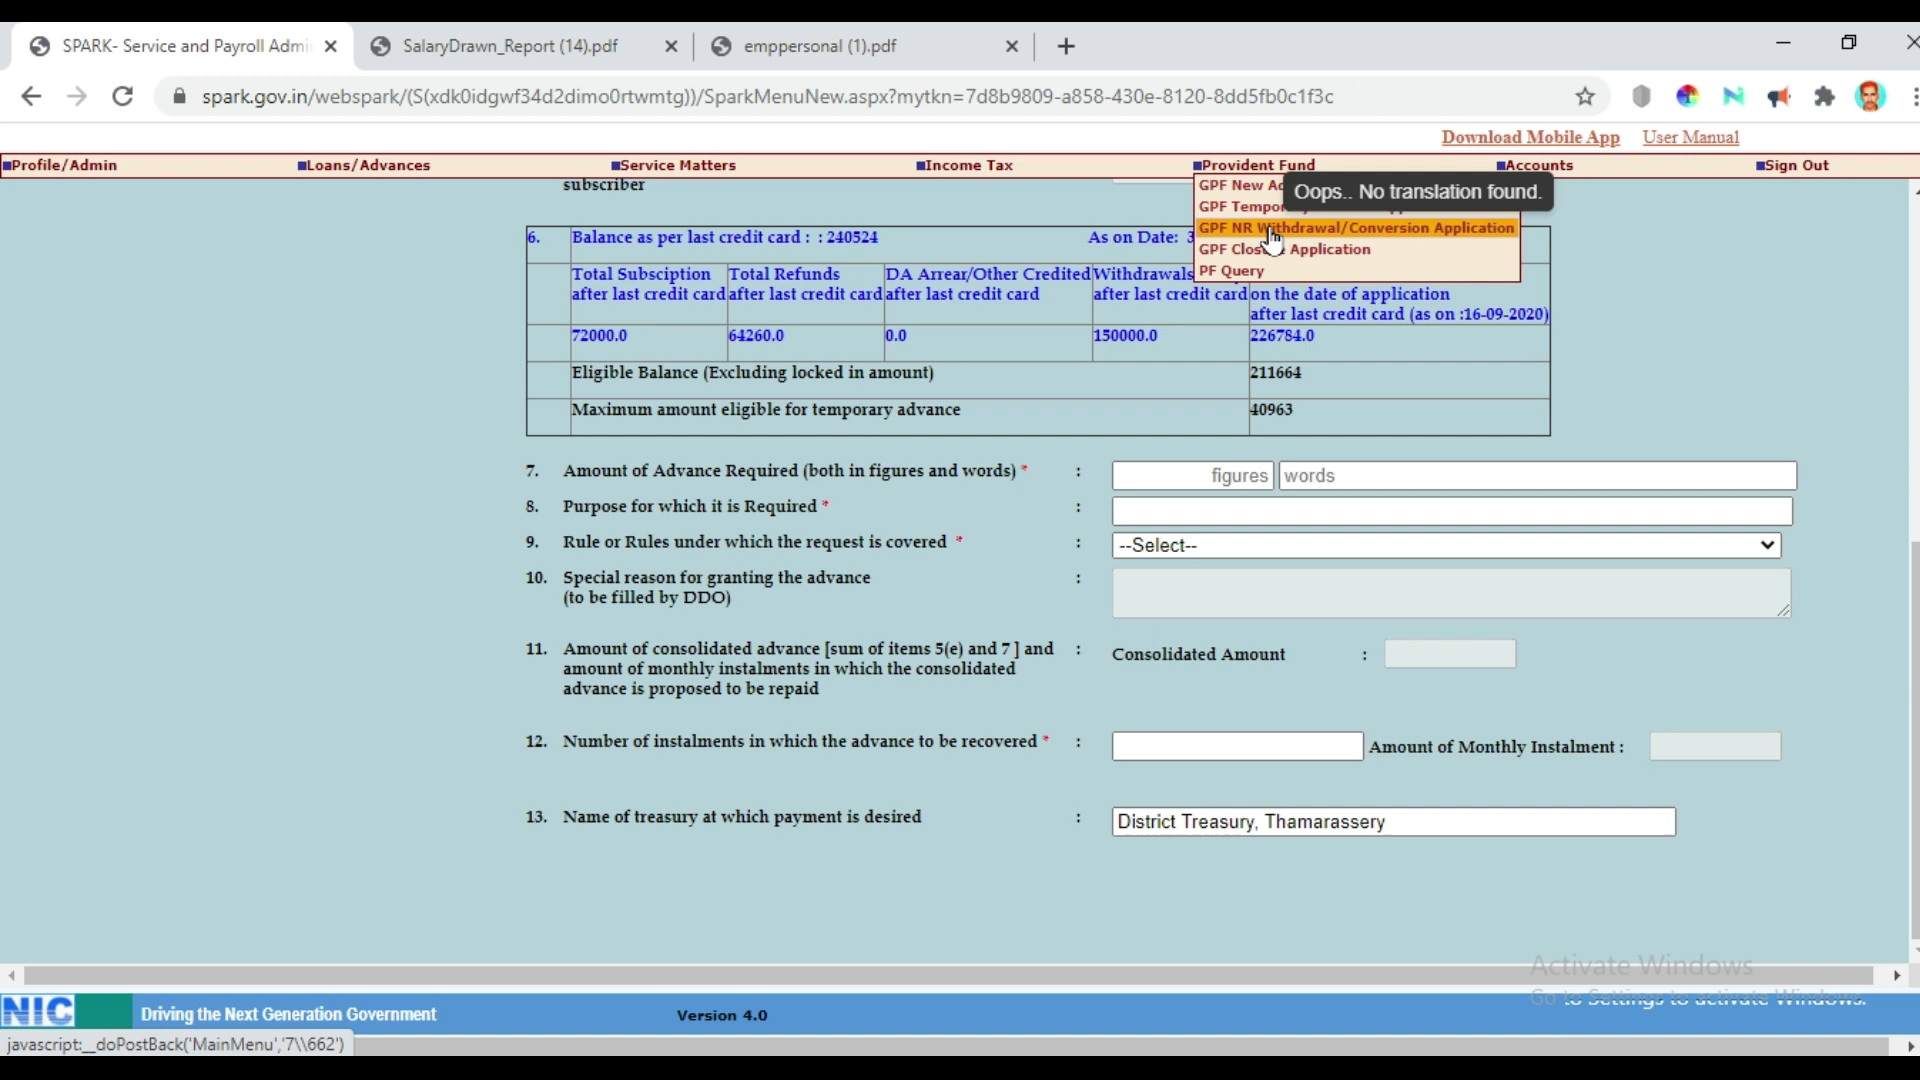 SPARK- Service and Payroll Admi
SalaryDrawn_Report (14).pdf
emppersonal (1).pdf
spark.gov.in/webspark/(S(xdk0idgwf34d2dimo0rtwmtg))/SparkMenuNew.aspx?mytkn=7d8b9809-a858-430e-8120-8dd5fb0c1f3c
Download Mobile App User Manual
Profile/Admin Loans/Advances Service Matters Income Tax Provident Fund Accounts Sign Out
subscriber
GPF New
Oops.. No translation found.
GPF
GPF NR Withdrawal/Conversion Application
GPF Closure Application
PF Query
6. Balance as per last credit card : : 240524 As on Date: 3
Total Subsciption after last credit card
Total Refunds after last credit card
DA Arrear/Other Credited after last credit card
Withdrawals after last credit card
on the date of application
after last credit card (as on :16-09-2020)
72000.0 64260.0 0.0 150000.0 226784.0
Eligible Balance (Excluding locked in amount) 211664
Maximum amount eligible for temporary advance 40963
7. Amount of Advance Required (both in figures and words) * : figures words
8. Purpose for which it is Required * :
9. Rule or Rules under which the request is covered * : --Select--
10. Special reason for granting the advance :
(to be filled by DDO)
11. Amount of consolidated advance [sum of items 5(e) and 7 ] and : Consolidated Amount :
amount of monthly instalments in which the consolidated
advance is proposed to be repaid
12. Number of instalments in which the advance to be recovered * : Amount of Monthly Instalment :
13. Name of treasury at which payment is desired : District Treasury, Thamarassery
Activate Windows
Go to Settings to activate Windows.
NIC Driving the Next Generation Government Version 4.0
javascript:__doPostBack('MainMenu','7\\662')